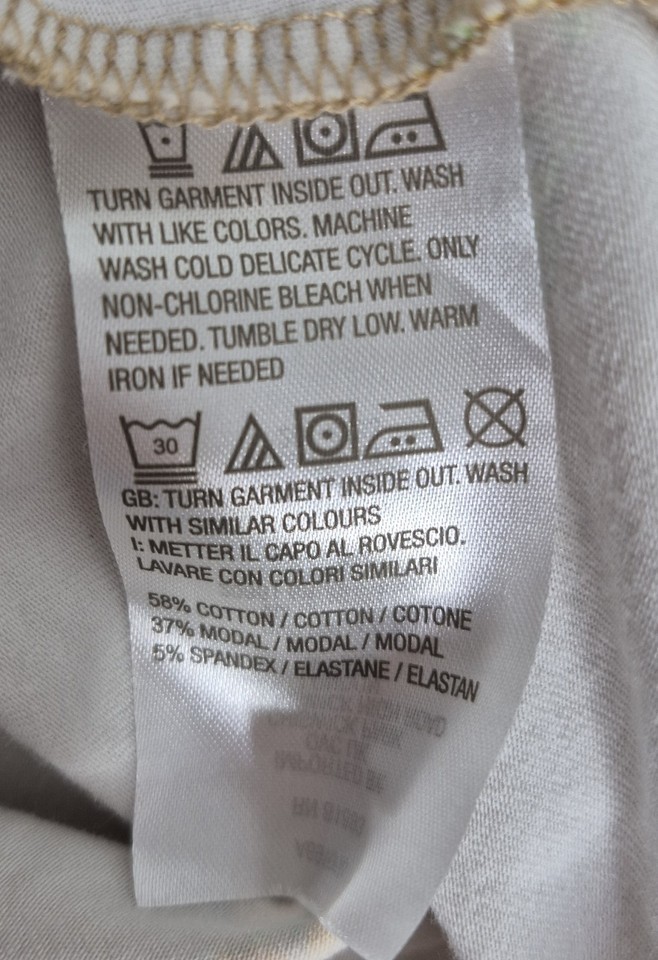 TURN GARMENT INSIDE OUT. WASH
WITH LIKE COLORS. MACHINE
WASH COLD DELICATE CYCLE. ONLY
NON-CHLORINE BLEACH WHEN
NEEDED. TUMBLE DRY LOW. WARM
IRON IF NEEDED
30
GB: TURN GARMENT INSIDE OUT. WASH
WITH SIMILAR COLOURS
I: METTER IL CAPO AL ROVESCIO.
LAVARE CON COLORI SIMILARI
58% COTTON / COTTON / COTONE
37% MODAL / MODAL / MODAL
5% SPANDEX / ELASTANE / ELASTAN
IMPORTED BY